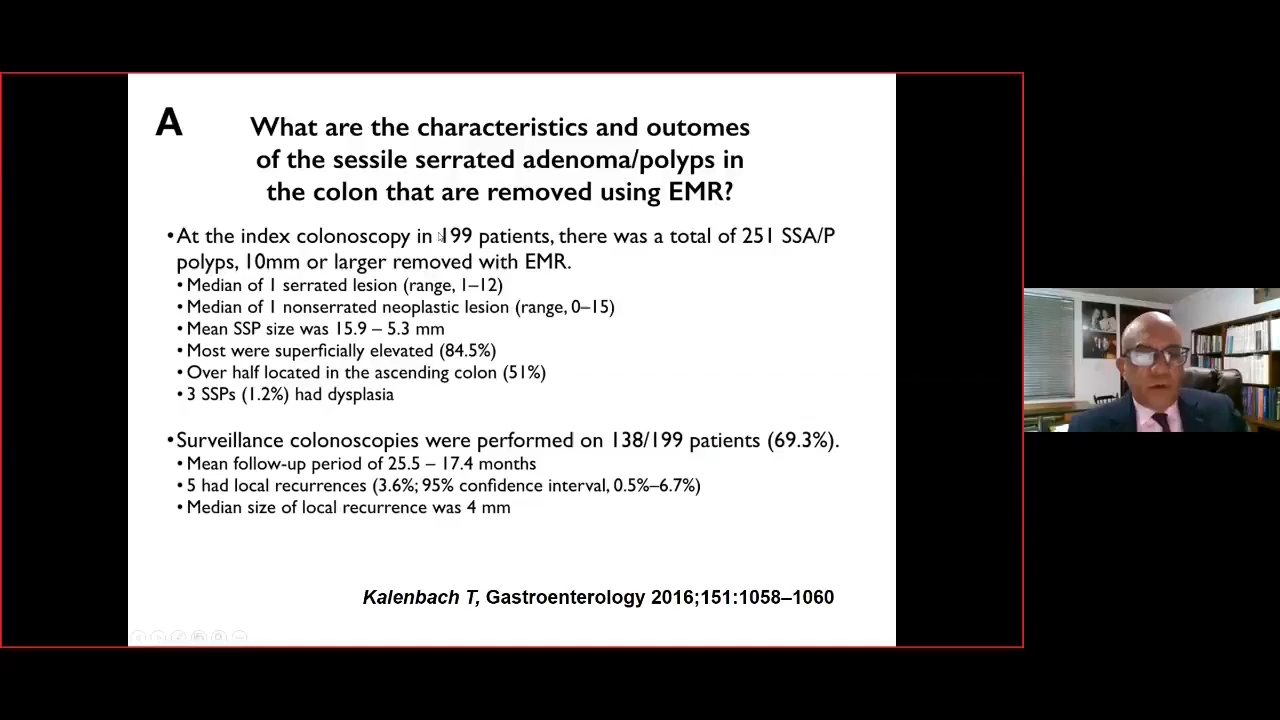 A
What are the characteristics and outomes
of the sessile serrated adenoma/polyps in
the colon that are removed using EMR?
•At the index colonoscopy in 199 patients, there was a total of 251 SSA/P
polyps, 10mm or larger removed with EMR.
•Median of 1 serrated lesion (range, 1–12)
•Median of 1 nonserrated neoplastic lesion (range, 0–15)
•Mean SSP size was 15.9 – 5.3 mm
•Most were superficially elevated (84.5%)
•Over half located in the ascending colon (51%)
•3 SSPs (1.2%) had dysplasia
•Surveillance colonoscopies were performed on 138/199 patients (69.3%).
•Mean follow-up period of 25.5 – 17.4 months
•5 had local recurrences (3.6%; 95% confidence interval, 0.5%–6.7%)
•Median size of local recurrence was 4 mm
Kalenbach T, Gastroenterology 2016;151:1058–1060